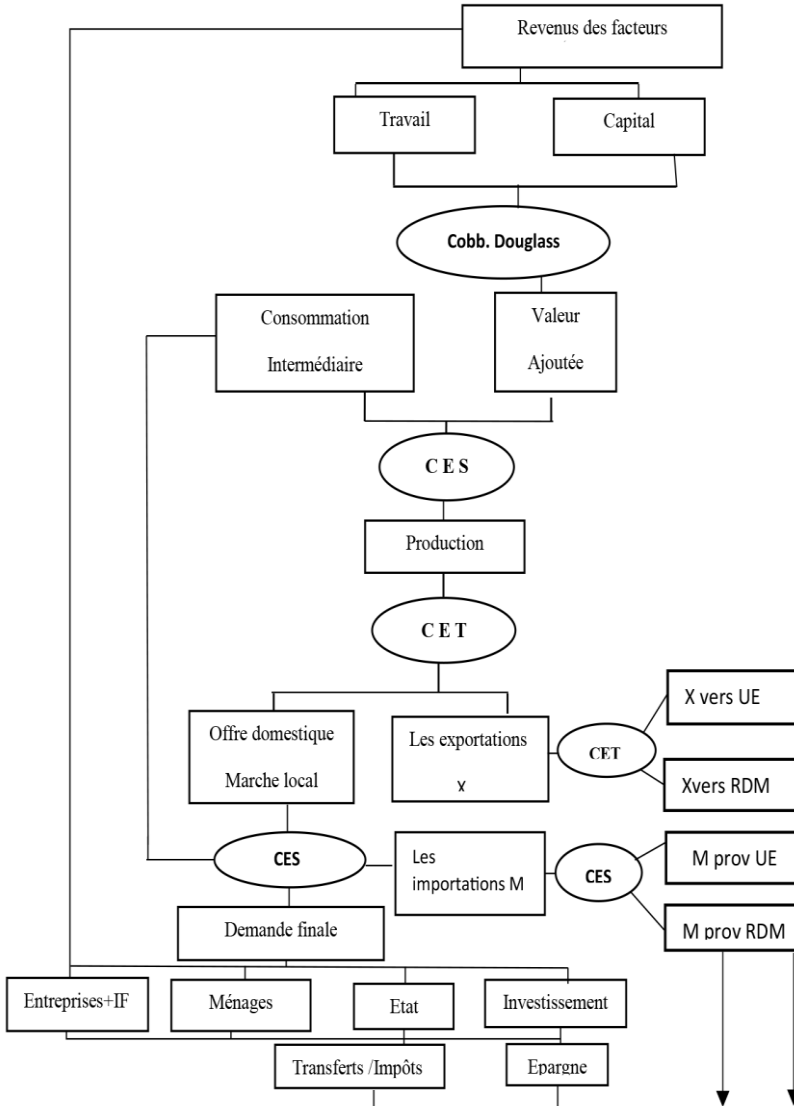 Revenus des facteurs
Travail
Capital
Cobb. Douglass
Consommation
Intermédiaire
Valeur
Ajoutée
C E S
Production
C E T
Offre domestique
Marche local
Les exportations
X
CET
X vers UE
Xvers RDM
CES
Les
importations M
CES
M prov UE
M prov RDM
Demande finale
Entreprises+IF
Ménages
Etat
Investissement
Transferts /Impôts
Epargne